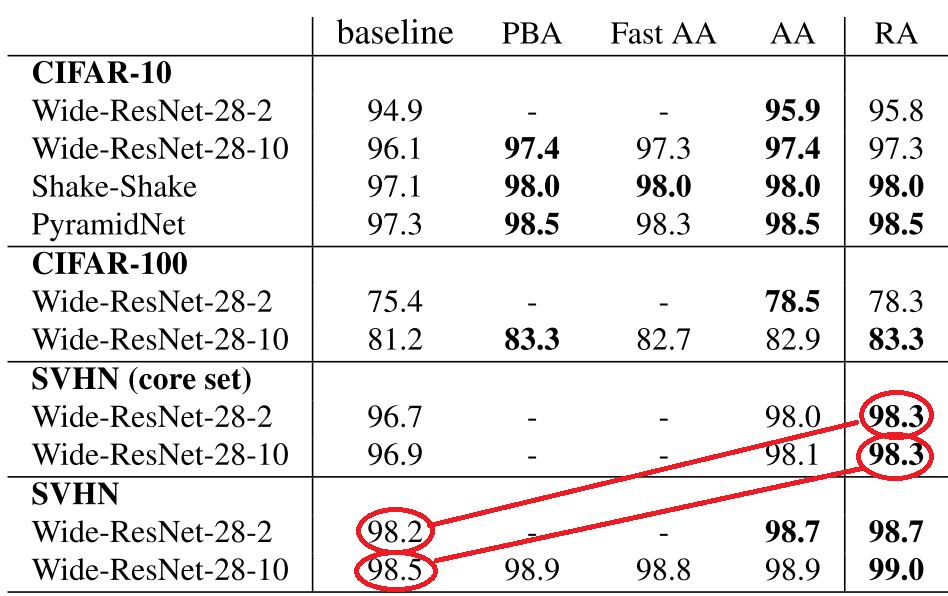 baseline PBA Fast AA AA RA
CIFAR-10
Wide-ResNet-28-2 94.9 - - 95.9 95.8
Wide-ResNet-28-10 96.1 97.4 97.3 97.4 97.3
Shake-Shake 97.1 98.0 98.0 98.0 98.0
PyramidNet 97.3 98.5 98.3 98.5 98.5
CIFAR-100
Wide-ResNet-28-2 75.4 - - 78.5 78.3
Wide-ResNet-28-10 81.2 83.3 82.7 82.9 83.3
SVHN (core set)
Wide-ResNet-28-2 96.7 - - 98.0 98.3
Wide-ResNet-28-10 96.9 - - 98.1 98.3
SVHN
Wide-ResNet-28-2 98.2 - - 98.7 98.7
Wide-ResNet-28-10 98.5 98.9 98.8 98.9 99.0